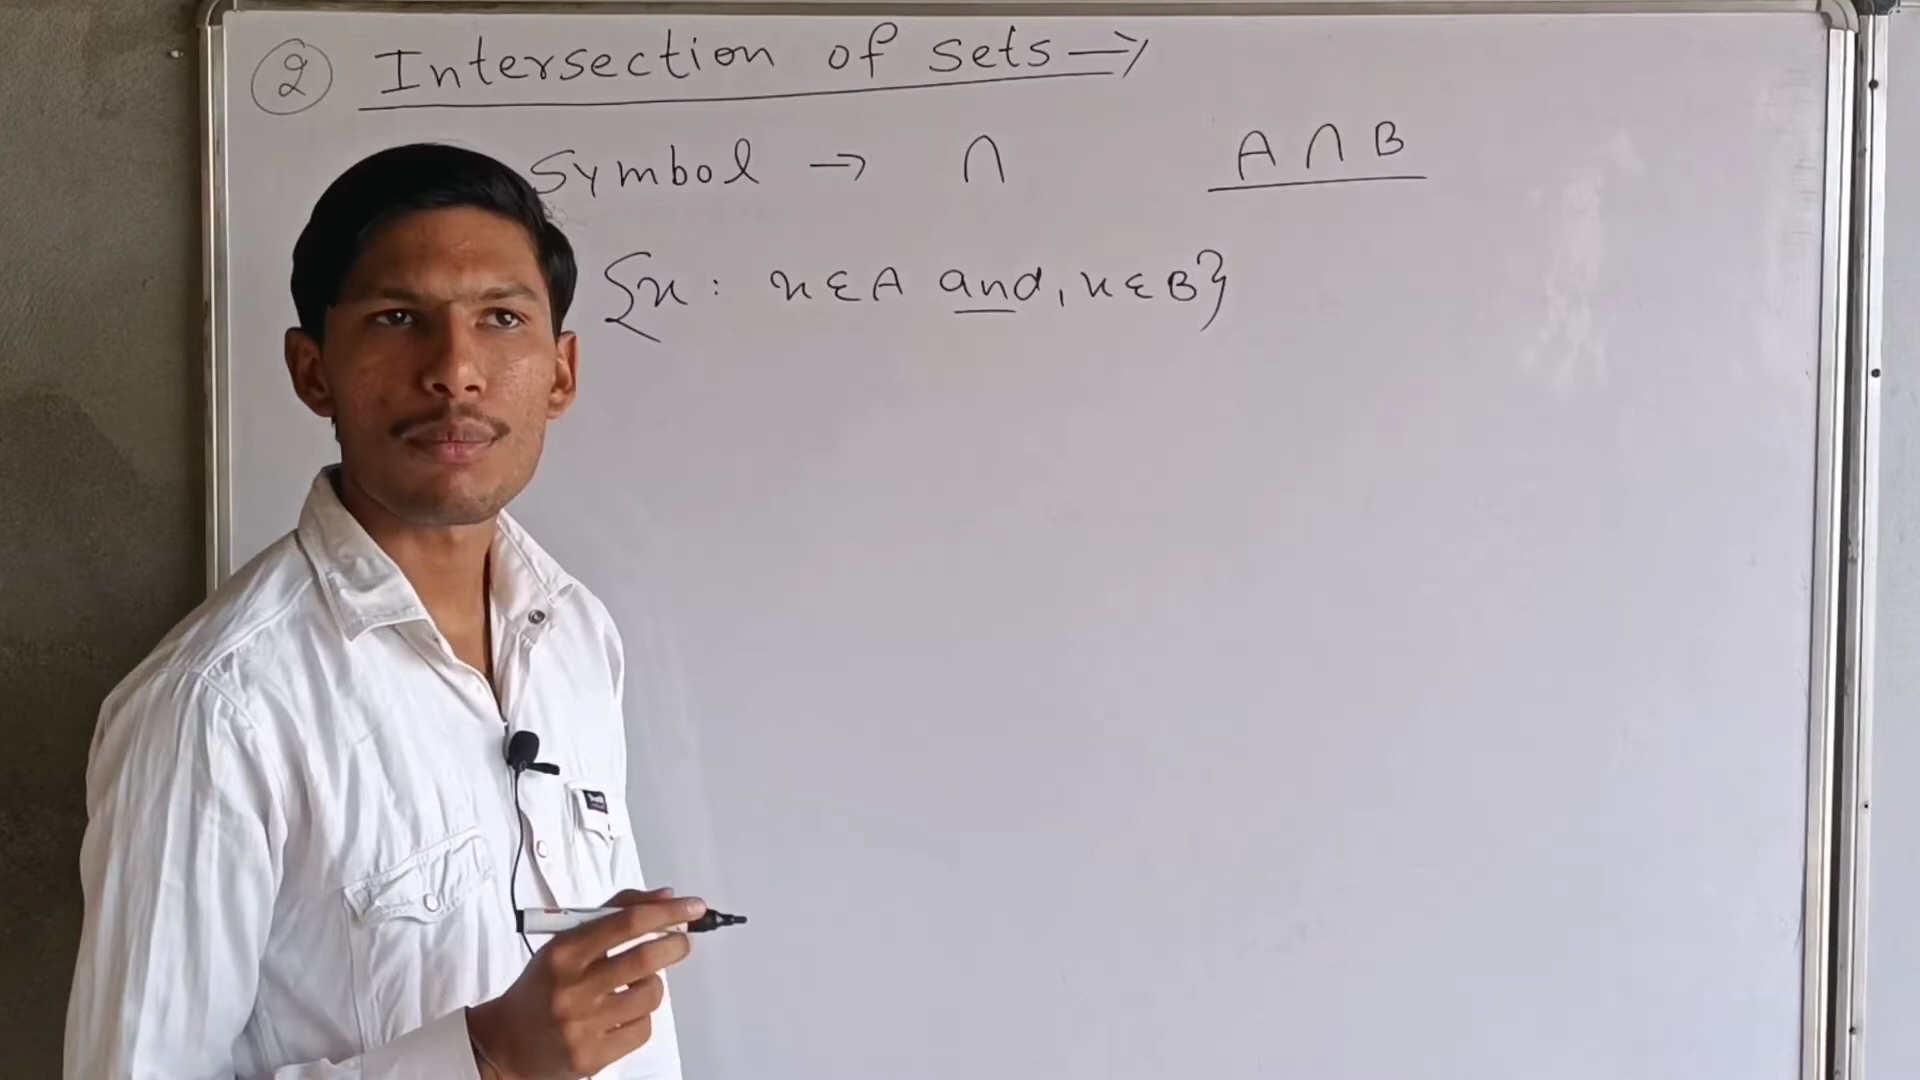 ② Intersection of sets →
Symbol → ∩ A ∩ B
{x : x ∈ A and, x ∈ B}